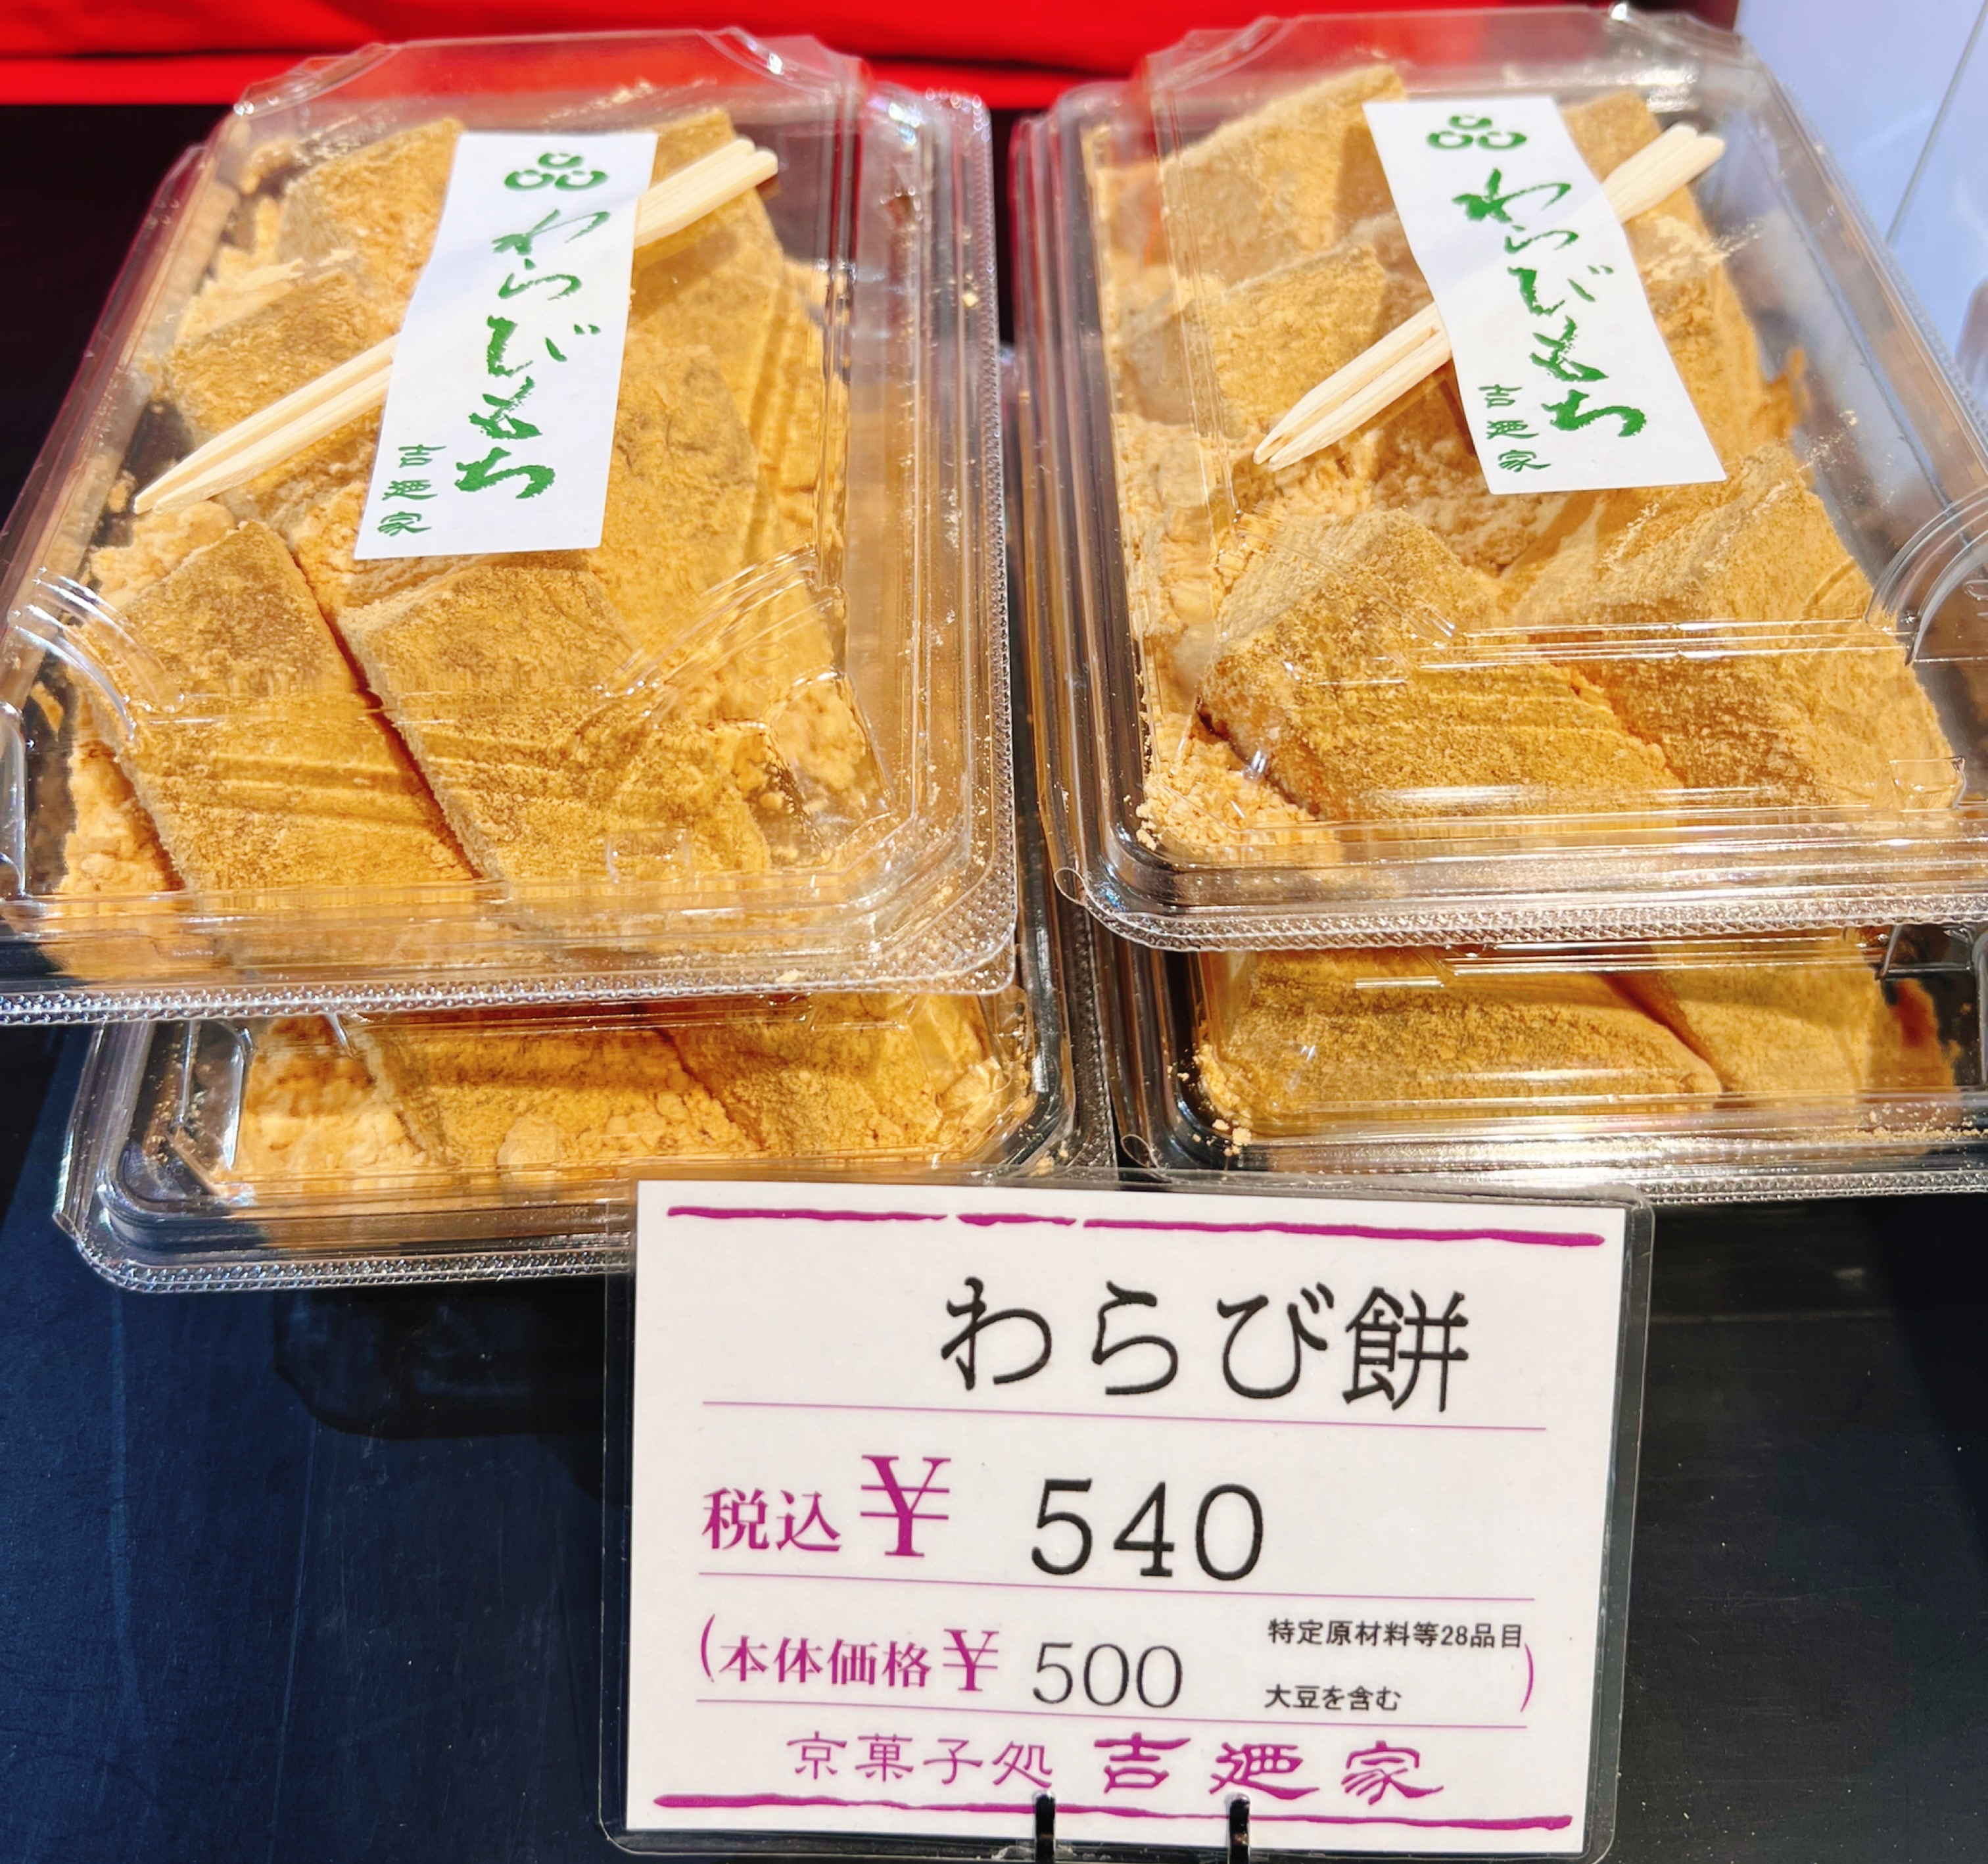 わらびもち
吉廼家
わらびもち
吉廼家
わらび餅
税込¥ 540
(本体価格¥ 500 特定原材料等28品目
大豆を含む)
京菓子処 吉廼家